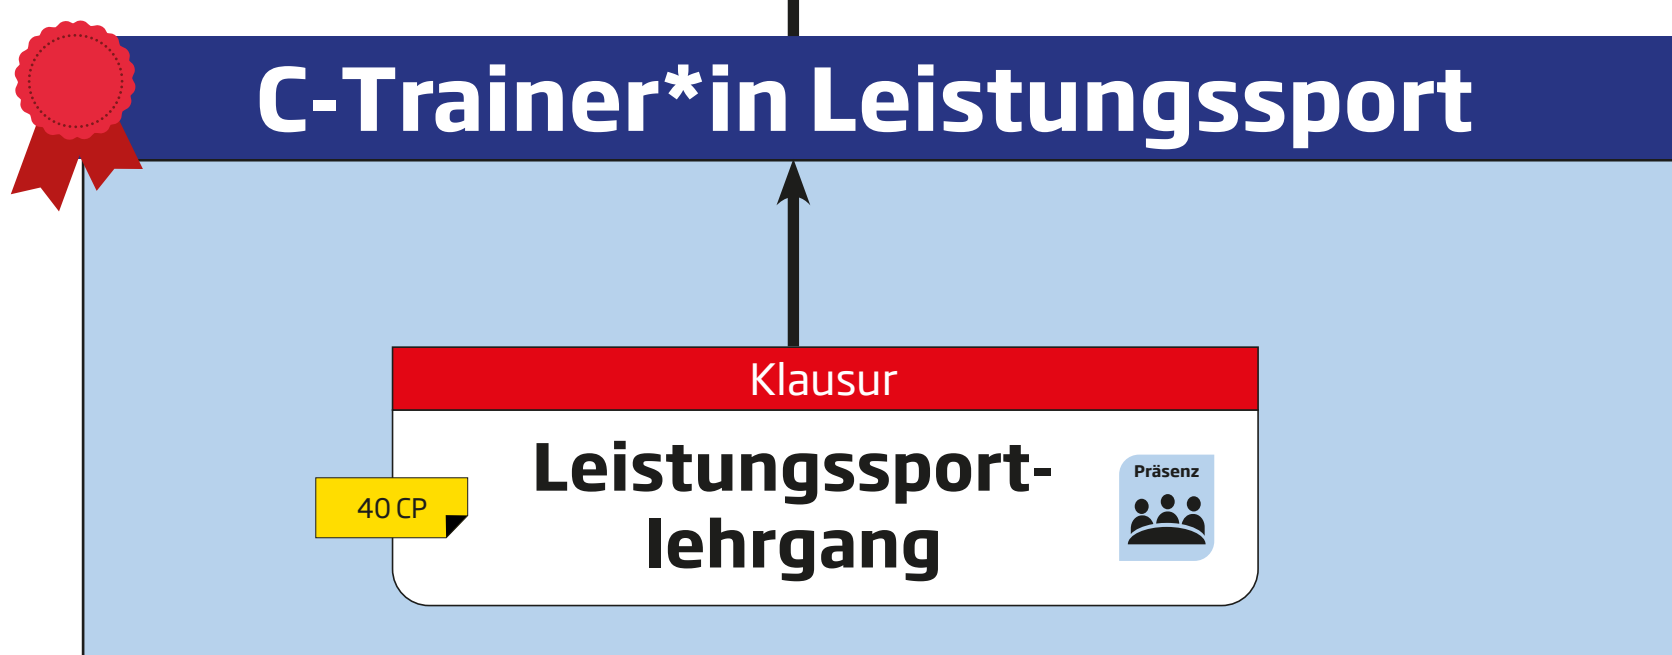 C-Trainer*in Leistungssport
Klausur
Leistungssport-
lehrgang
40 CP
Präsenz